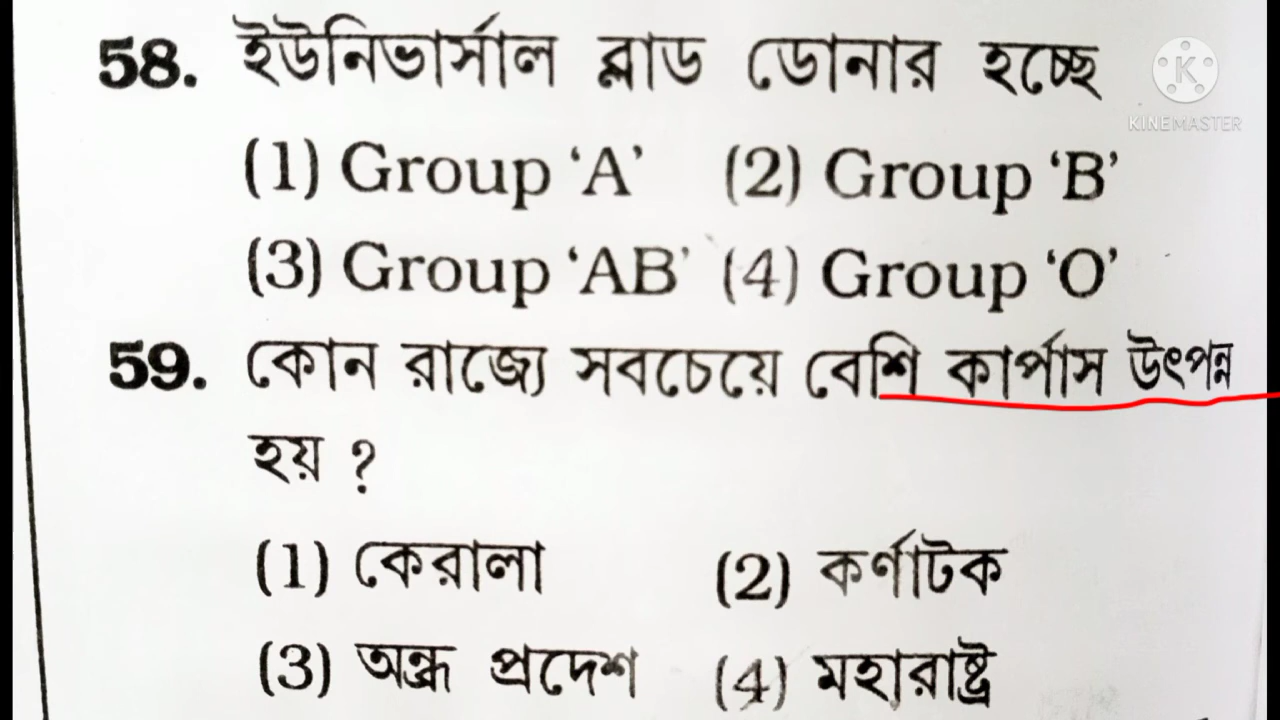 58. ইউনিভার্সাল ব্লাড ডোনার হচ্ছে
KINEMASTER
(1) Group ‘A’ (2) Group ‘B’
(3) Group ‘AB’ (4) Group ‘O’
59. কোন রাজ্যে সবচেয়ে বেশি কার্পাস উৎপন্ন
হয় ?
(1) কেরালা (2) কর্ণাটক
(3) অন্ধ্র প্রদেশ (4) মহারাষ্ট্র